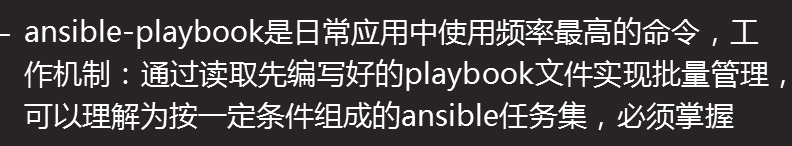 – ansible-playbook是日常应用中使用频率最高的命令，工
作机制：通过读取先编写好的playbook文件实现批量管理，
可以理解为按一定条件组成的ansible任务集，必须掌握